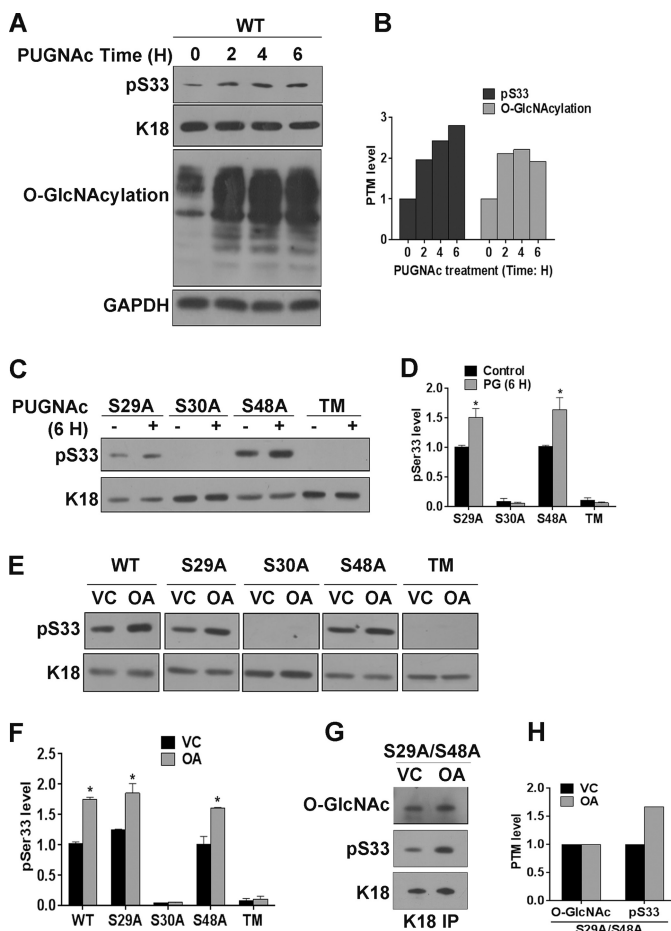 A
WT
PUGNAc Time (H) 0 2 4 6
pS33
K18
O-GlcNAcylation
GAPDH
B
pS33
O-GlcNAcylation
PTM level
3
2
1
0
0 2 4 6 0 2 4 6
PUGNAc treatment (Time: H)
C
PUGNAc S29A S30A S48A TM
(6 H) - + - + - + - +
pS33
K18
D
Control
PG (6 H)
pSer33 level
2.0
1.5
1.0
0.5
0.0
* *
S29A S30A S48A TM
E
WT S29A S30A S48A TM
VC OA VC OA VC OA VC OA VC OA
pS33
K18
F
VC
OA
pSer33 level
2.5
2.0
1.5
1.0
0.5
0.0
* * *
WT S29A S30A S48A TM
G
S29A/S48A
VC OA
O-GlcNAc
pS33
K18
K18 IP
H
VC
OA
PTM level
2.0
1.5
1.0
0.5
0.0
O-GlcNAc pS33
S29A/S48A